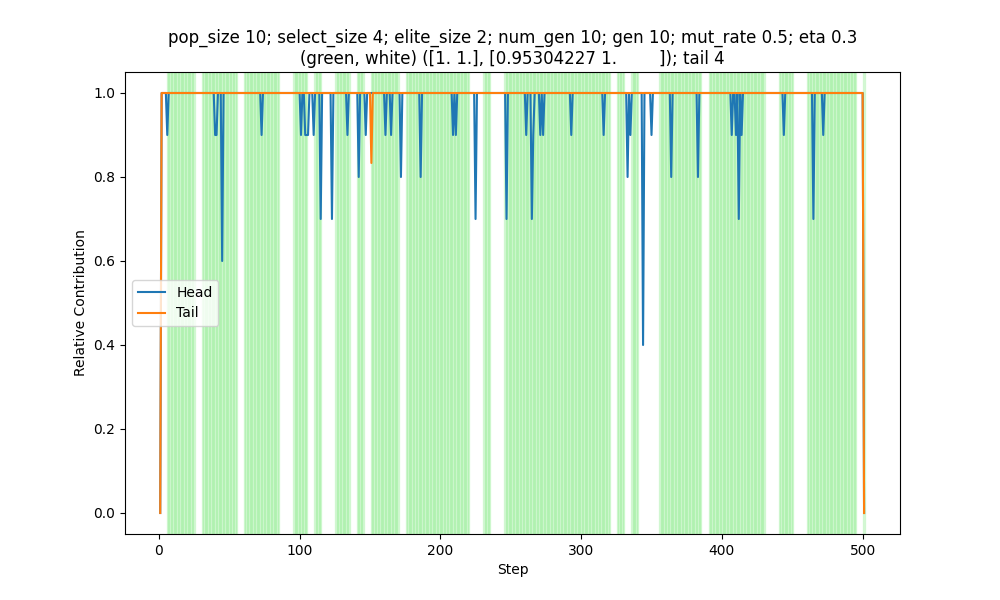 pop_size 10; select_size 4; elite_size 2; num_gen 10; gen 10; mut_rate 0.5; eta 0.3
(green, white) ([1. 1.], [0.95304227 1.         ]); tail 4
1.0
0.8
0.6
0.4
0.2
0.0
Relative Contribution
Head
Tail
0
100
200
300
400
500
Step